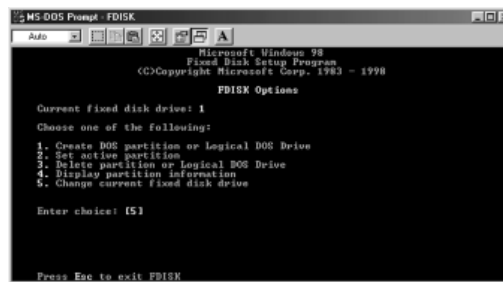 MS-DOS Prompt - FDISK
Auto
A
Microsoft Windows 98
Fixed Disk Setup Program
(C)Copyright Microsoft Corp. 1983 - 1998
FDISK Options
Current fixed disk drive: 1
Choose one of the following:
1. Create DOS partition or Logical DOS Drive
2. Set active partition
3. Delete partition or Logical DOS Drive
4. Display partition information
5. Change current fixed disk drive
Enter choice: [5]
Press Esc to exit FDISK